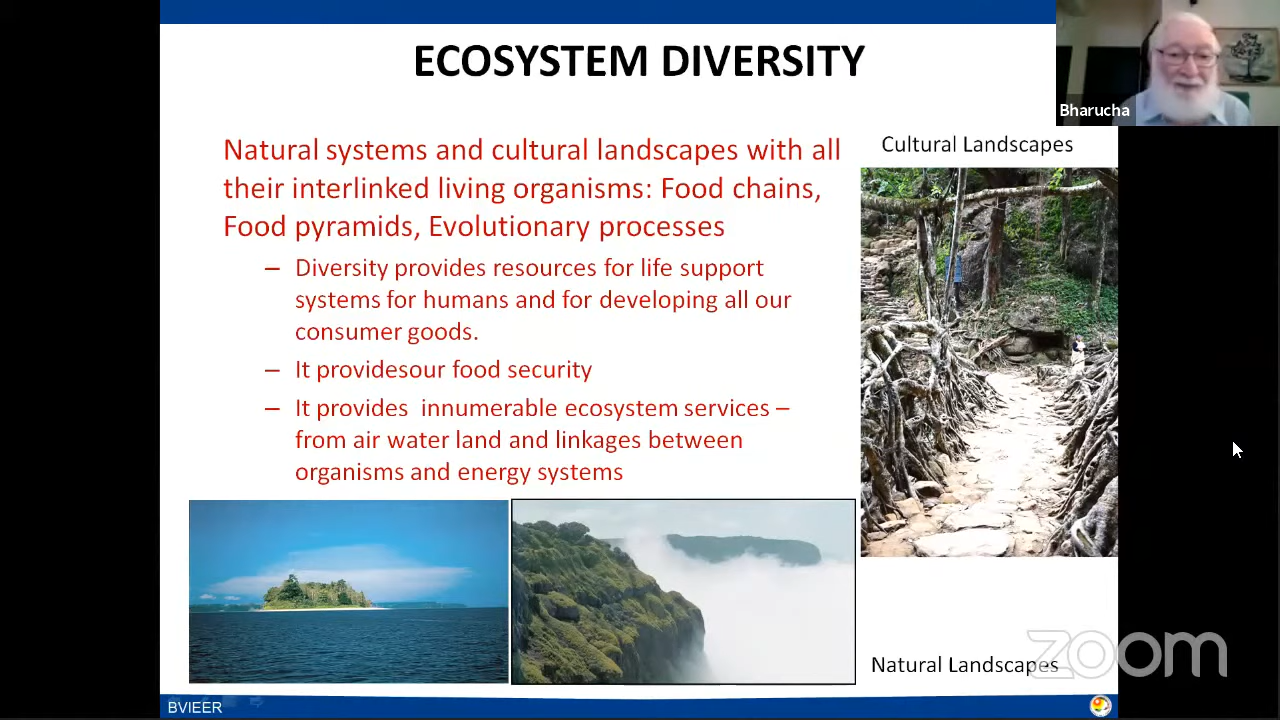 ECOSYSTEM DIVERSITY
Bharucha
Natural systems and cultural landscapes with all
their interlinked living organisms: Food chains,
Food pyramids, Evolutionary processes
– Diversity provides resources for life support
systems for humans and for developing all our
consumer goods.
– It providesour food security
– It provides  innumerable ecosystem services –
from air water land and linkages between
organisms and energy systems
Cultural Landscapes
Natural Landscapes
zoom
BVIEER